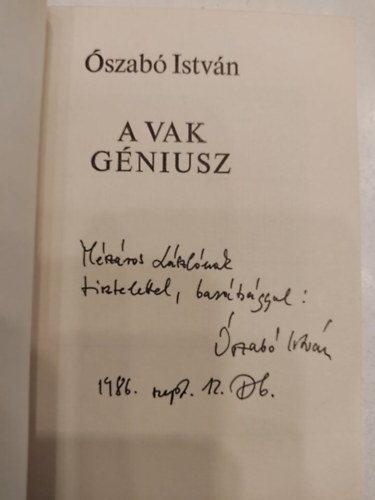 Ószabó István
A VAK
GÉNIUSZ
Mészáros Lászlónak
tisztelettel, barátsággal:
Ószabó István
1986. szept. 12. Db.